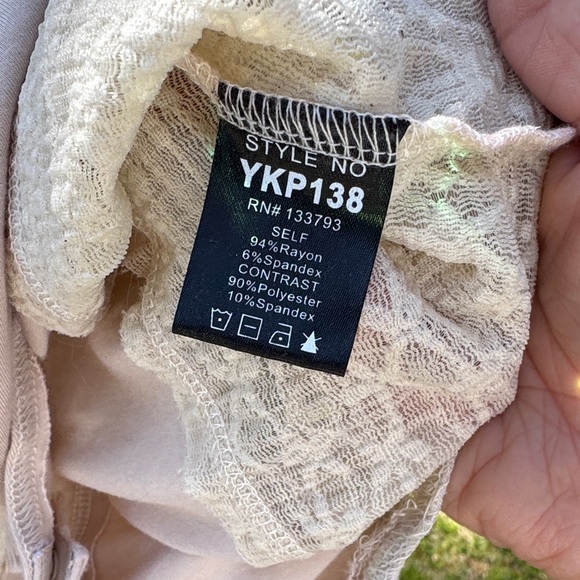 STYLE NO
YKP138
RN# 133793
SELF
94%Rayon
6%Spandex
CONTRAST
90%Polyester
10%Spandex